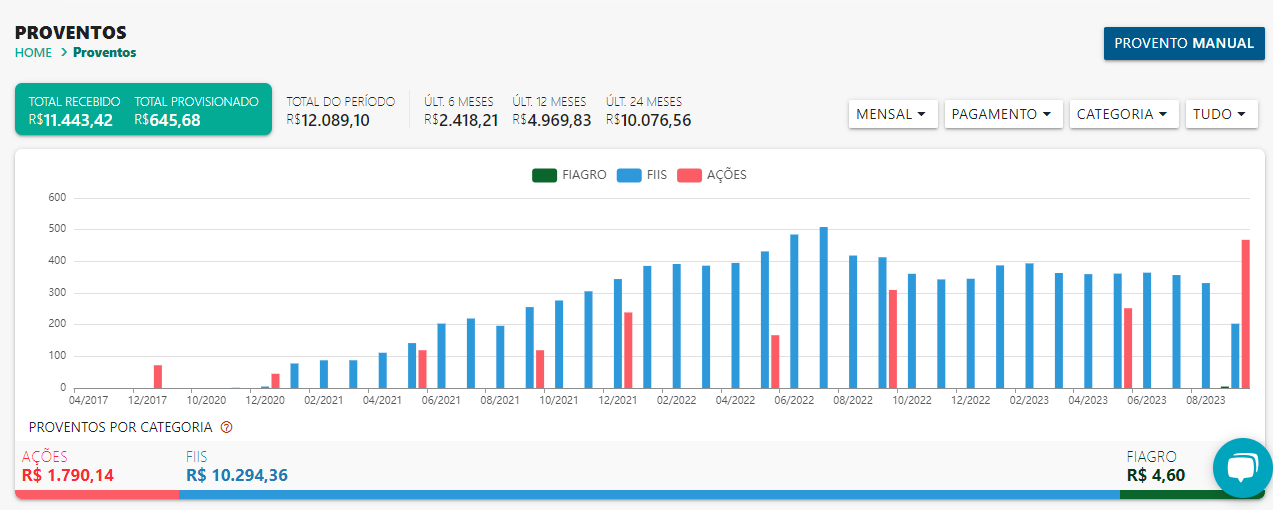 PROVENTOS
HOME > Proventos
PROVENTO MANUAL
TOTAL RECEBIDO TOTAL PROVISIONADO TOTAL DO PERÍODO ÚLT. 6 MESES ÚLT. 12 MESES ÚLT. 24 MESES
R$11.443,42 R$645,68 R$12.089,10 R$2.418,21 R$4.969,83 R$10.076,56
MENSAL PAGAMENTO CATEGORIA TUDO
FIAGRO FIIS AÇÕES
600
500
400
300
200
100
0
04/2017 12/2017 10/2020 12/2020 02/2021 04/2021 06/2021 08/2021 10/2021 12/2021 02/2022 04/2022 06/2022 08/2022 10/2022 12/2022 02/2023 04/2023 06/2023 08/2023
PROVENTOS POR CATEGORIA ?
AÇÕES FIIS FIAGRO
R$ 1.790,14 R$ 10.294,36 R$ 4,60